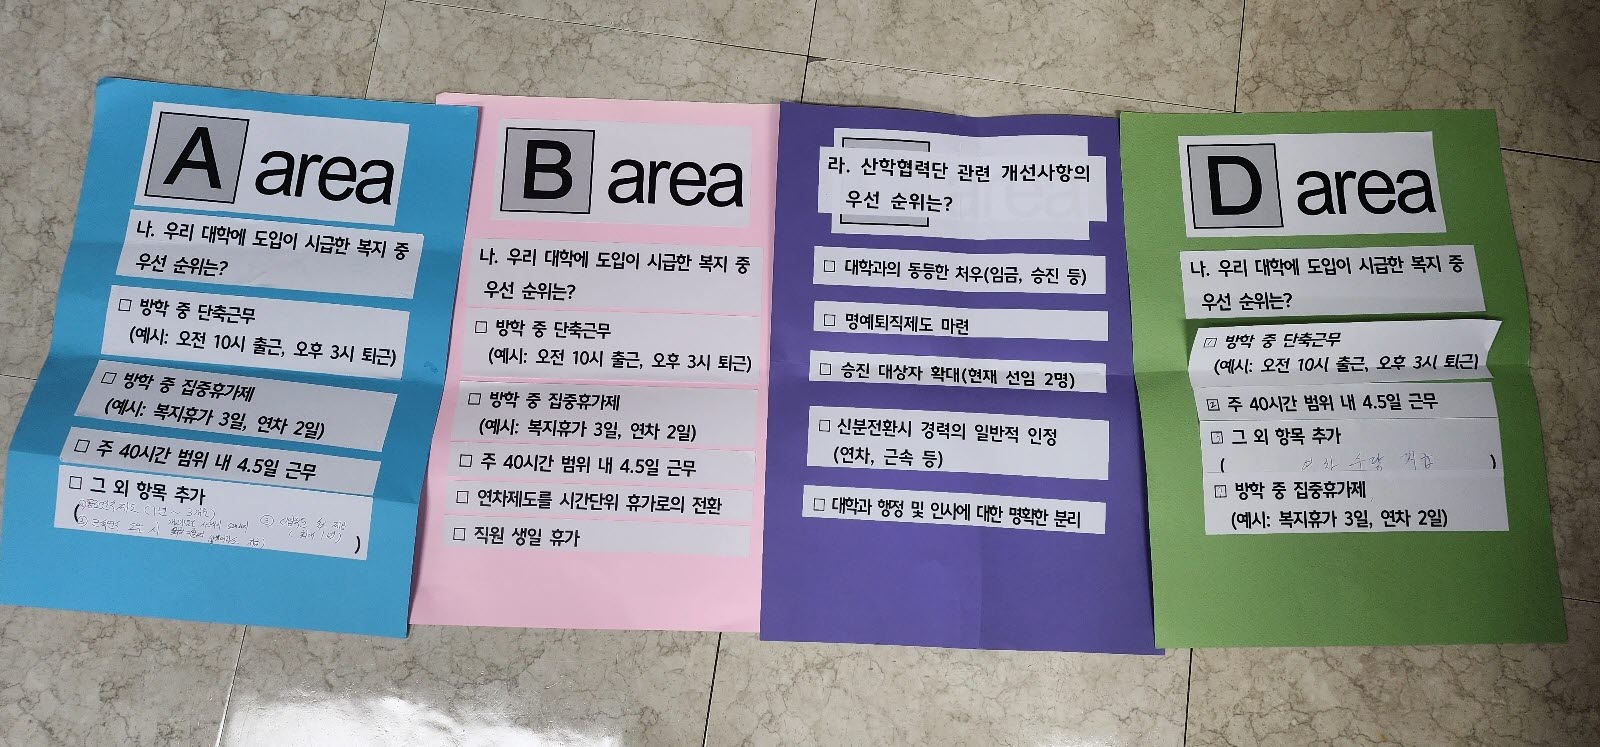 A area
나. 우리 대학에 도입이 시급한 복지 중
우선 순위는?
□ 방학 중 단축근무
(예시: 오전 10시 출근, 오후 3시 퇴근)
□ 방학 중 집중휴가제
(예시: 복지휴가 3일, 연차 2일)
□ 주 40시간 범위 내 4.5일 근무
□ 그 외 항목 추가
( )
B area
나. 우리 대학에 도입이 시급한 복지 중
우선 순위는?
□ 방학 중 단축근무
(예시: 오전 10시 출근, 오후 3시 퇴근)
□ 방학 중 집중휴가제
(예시: 복지휴가 3일, 연차 2일)
□ 주 40시간 범위 내 4.5일 근무
□ 연차제도를 시간단위 휴가로의 전환
□ 직원 생일 휴가
라. 산학협력단 관련 개선사항의
우선 순위는?
□ 대학과의 동등한 처우(임금, 승진 등)
□ 명예퇴직제도 마련
□ 승진 대상자 확대(현재 선임 2명)
□ 신분전환시 경력의 일반적 인정
(연차, 근속 등)
□ 대학과 행정 및 인사에 대한 명확한 분리
D area
나. 우리 대학에 도입이 시급한 복지 중
우선 순위는?
□ 방학 중 단축근무
(예시: 오전 10시 출근, 오후 3시 퇴근)
□ 주 40시간 범위 내 4.5일 근무
□ 그 외 항목 추가
( 연차 수당 지급 )
□ 방학 중 집중휴가제
(예시: 복지휴가 3일, 연차 2일)